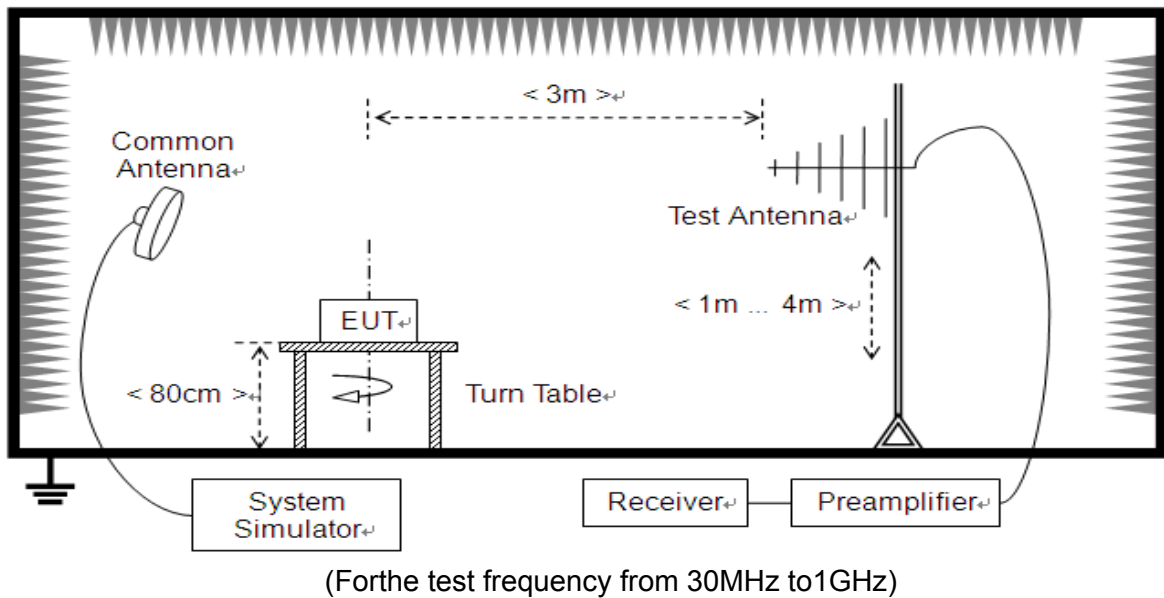 < 3m >↵
Common
Antenna↵
Test Antenna↵
< 1m ... 4m >↵
EUT↵
< 80cm >↵
Turn Table↵
System
Simulator↵
Receiver↵
Preamplifier↵
(Forthe test frequency from 30MHz to1GHz)